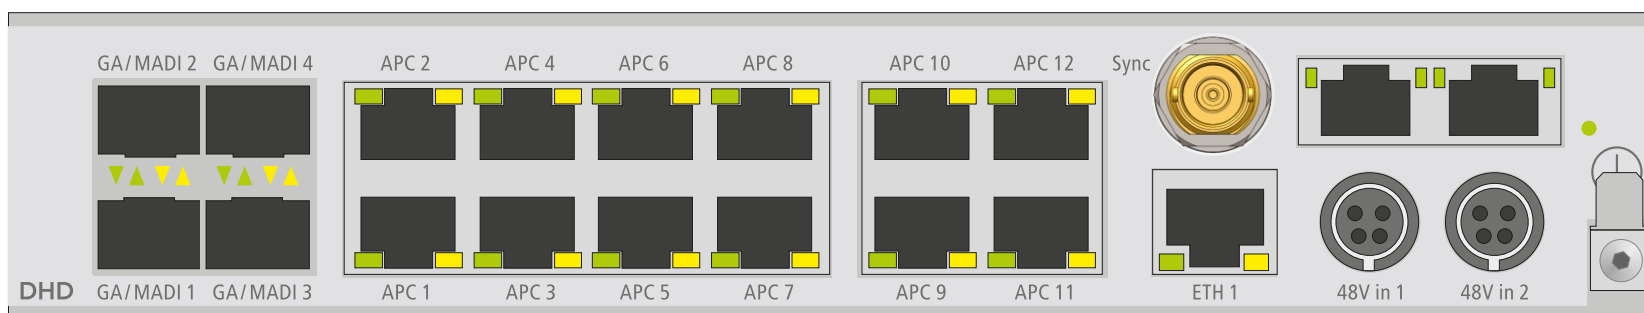 GA/MADI 2 GA/MADI 4 APC 2 APC 4 APC 6 APC 8 APC 10 APC 12 Sync
DHD GA/MADI 1 GA/MADI 3 APC 1 APC 3 APC 5 APC 7 APC 9 APC 11 ETH 1 48V in 1 48V in 2